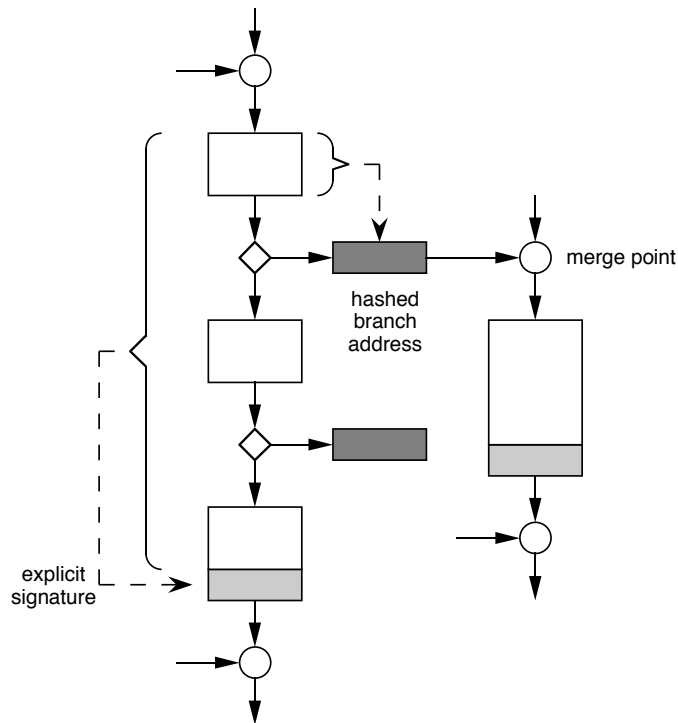 merge point
hashed
branch
address
explicit
signature